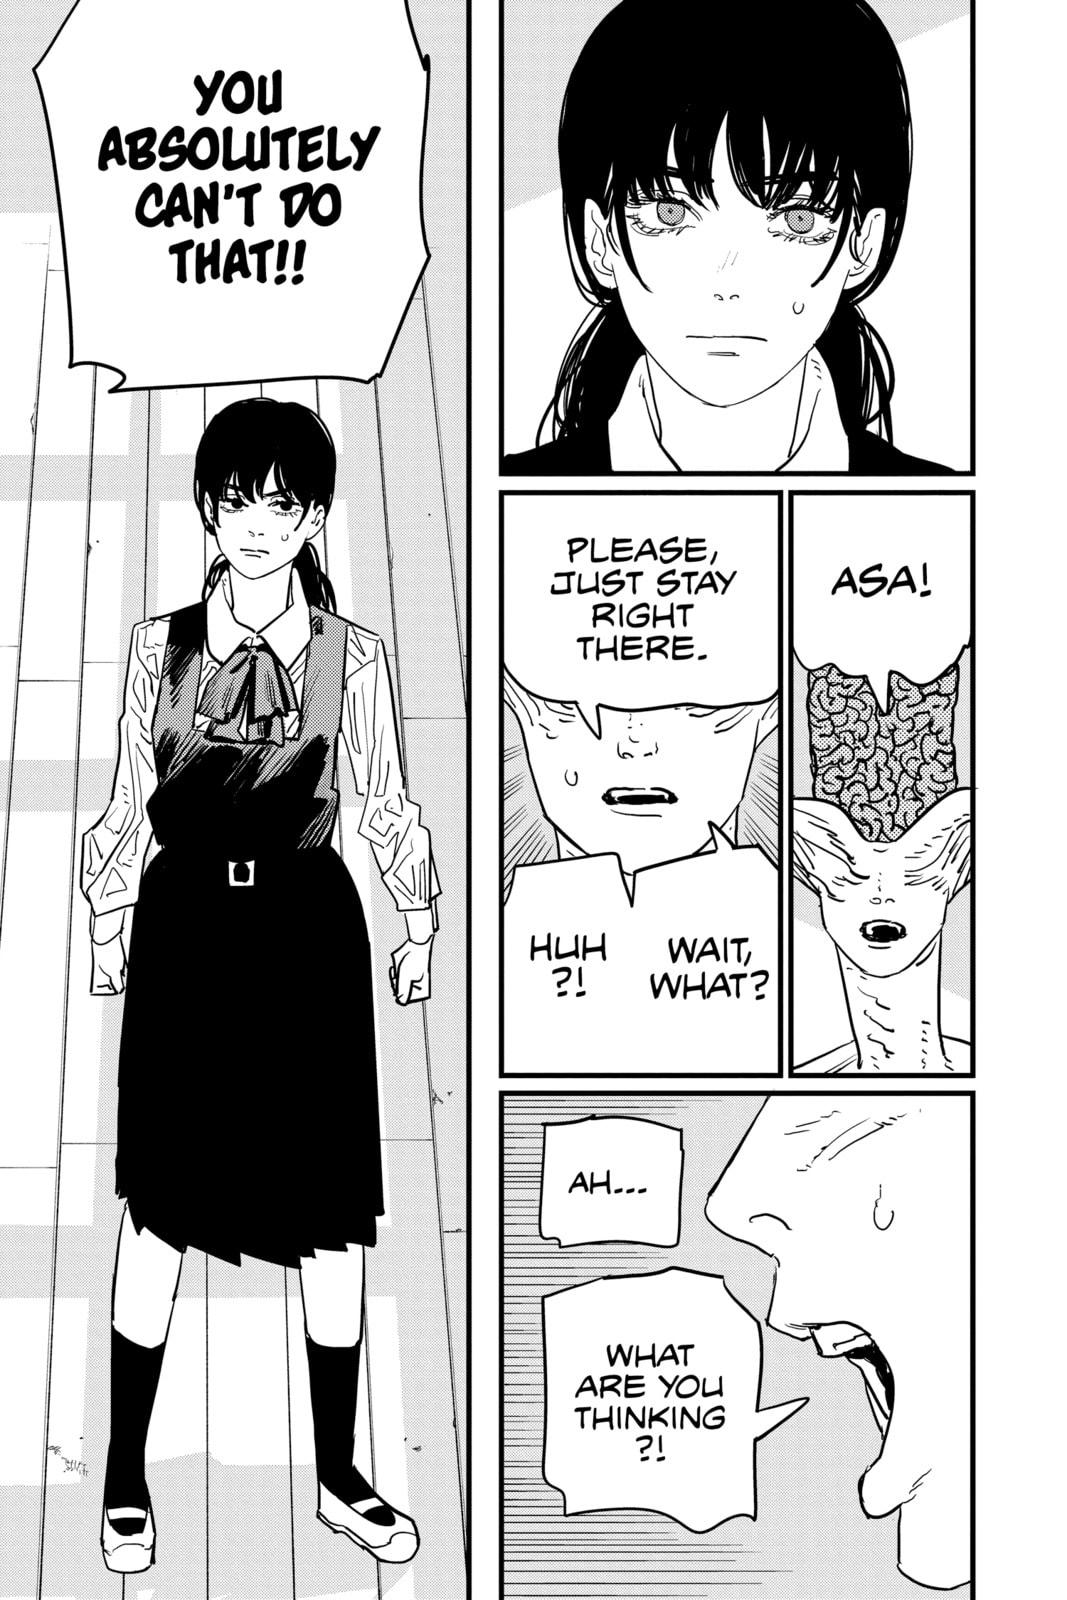 ASA!
PLEASE,
JUST STAY
RIGHT
THERE.
WAIT,
WHAT?
HUH
?!
AH...
WHAT
ARE YOU
THINKING
?!
YOU
ABSOLUTELY
CAN'T DO
THAT!!